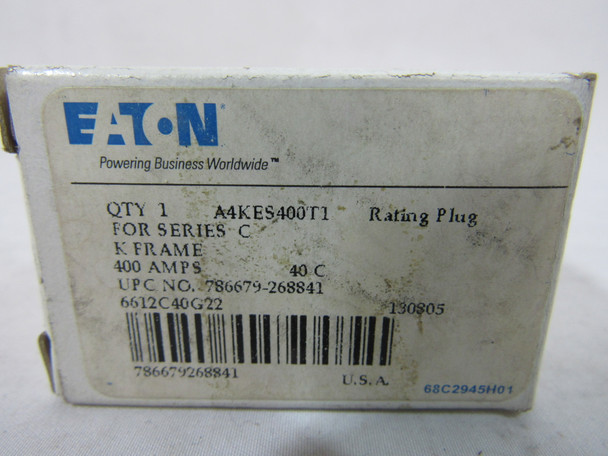 EATON
Powering Business Worldwide™
QTY 1 A4KES400T1 Rating Plug
FOR SERIES C
K FRAME
400 AMPS 40 C
UPC NO. 786679-268841
6612C40G22 130805
786679268841 U.S.A.
68C2945H01